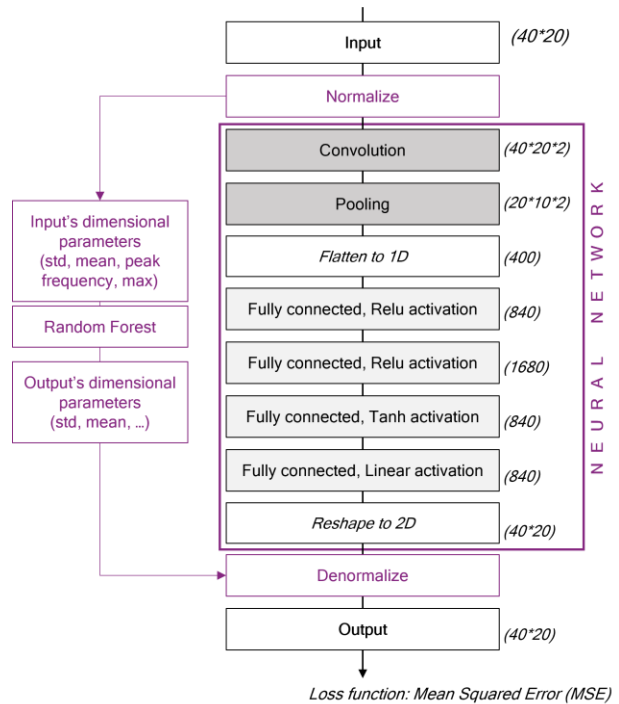 Input
(40*20)
Normalize
Convolution
(40*20*2)
Pooling
(20*10*2)
Flatten to 1D
(400)
Fully connected, Relu activation
(840)
Fully connected, Relu activation
(1680)
Fully connected, Tanh activation
(840)
Fully connected, Linear activation
(840)
Reshape to 2D
(40*20)
NEURAL NETWORK
Input's dimensional
parameters
(std, mean, peak
frequency, max)
Random Forest
Output's dimensional
parameters
(std, mean, ...)
Denormalize
Output
(40*20)
Loss function: Mean Squared Error (MSE)